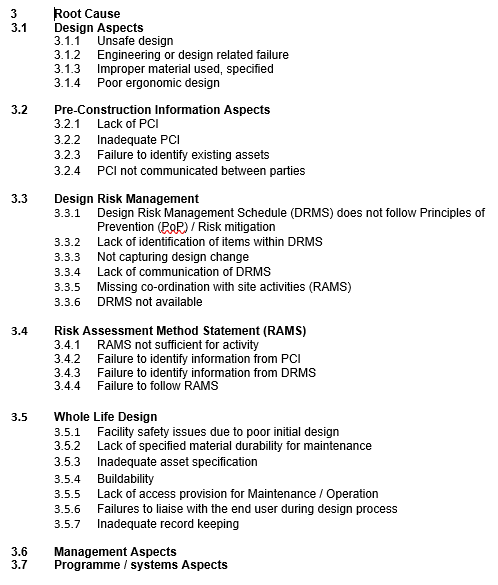 3 Root Cause
3.1 Design Aspects
3.1.1 Unsafe design
3.1.2 Engineering or design related failure
3.1.3 Improper material used, specified
3.1.4 Poor ergonomic design
3.2 Pre-Construction Information Aspects
3.2.1 Lack of PCI
3.2.2 Inadequate PCI
3.2.3 Failure to identify existing assets
3.2.4 PCI not communicated between parties
3.3 Design Risk Management
3.3.1 Design Risk Management Schedule (DRMS) does not follow Principles of
Prevention (PoP) / Risk mitigation
3.3.2 Lack of identification of items within DRMS
3.3.3 Not capturing design change
3.3.4 Lack of communication of DRMS
3.3.5 Missing co-ordination with site activities (RAMS)
3.3.6 DRMS not available
3.4 Risk Assessment Method Statement (RAMS)
3.4.1 RAMS not sufficient for activity
3.4.2 Failure to identify information from PCI
3.4.3 Failure to identify information from DRMS
3.4.4 Failure to follow RAMS
3.5 Whole Life Design
3.5.1 Facility safety issues due to poor initial design
3.5.2 Lack of specified material durability for maintenance
3.5.3 Inadequate asset specification
3.5.4 Buildability
3.5.5 Lack of access provision for Maintenance / Operation
3.5.6 Failures to liaise with the end user during design process
3.5.7 Inadequate record keeping
3.6 Management Aspects
3.7 Programme / systems Aspects